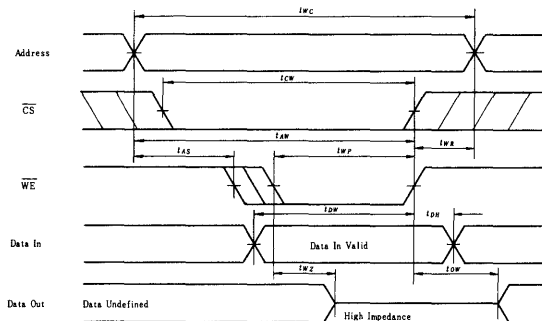 tWC
Address
tCW
CS
tAW
tWR
tAS
tWP
WE
tDW
tDH
Data In
Data In Valid
tWZ
tOW
Data Out
Data Undefined
High Impedance